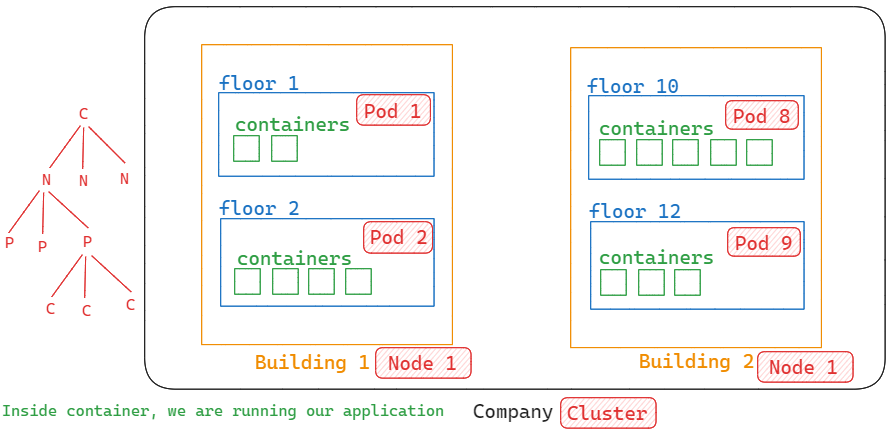 floor 1
Pod 1
containers
floor 2
Pod 2
containers
Building 1 Node 1
floor 10
Pod 8
containers
floor 12
Pod 9
containers
Building 2 Node 1
C
N N N
P P P
C C C
Inside container, we are running our application
Company Cluster